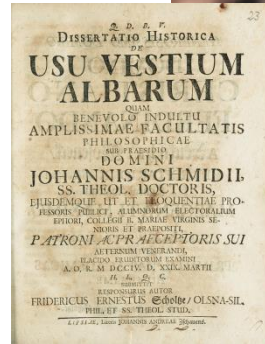 23
Q. D. B. V.
DISSERTATIO HISTORICA
DE
USU VESTIUM
ALBARUM
QUAM
BENEVOLO INDULTU
AMPLISSIMAE FACULTATIS
PHILOSOPHICAE
SUB PRAESIDIO
DOMINI
JOHANNIS SCHMIDII,
SS. THEOL. DOCTORIS,
EJUSDEMQUE UT ET ELOQUENTIAE PRO-
FESSORIS PUBLICI, ALUMNORUM ELECTORALIUM
EPHORI, COLLEGII B. MARIAE VIRGINIS SE-
NIORIS ET PRAEPOSITI,
PATRONI AC PRAECEPTORIS SUI
AETERNUM VENERANDI,
PLACIDO ERUDITORUM EXAMINI
A. O. R. M DCC IV. D. XXIX. MARTII
H. L. Q. C.
SUBMITTIT
RESPONSURUS AUTOR
FRIDERICUS ERNESTUS Scholtze/ OLSNA-SIL.
PHIL. ET SS. THEOL. STUD.
LIPSIAE, Literis JOHANNIS ANDREAE